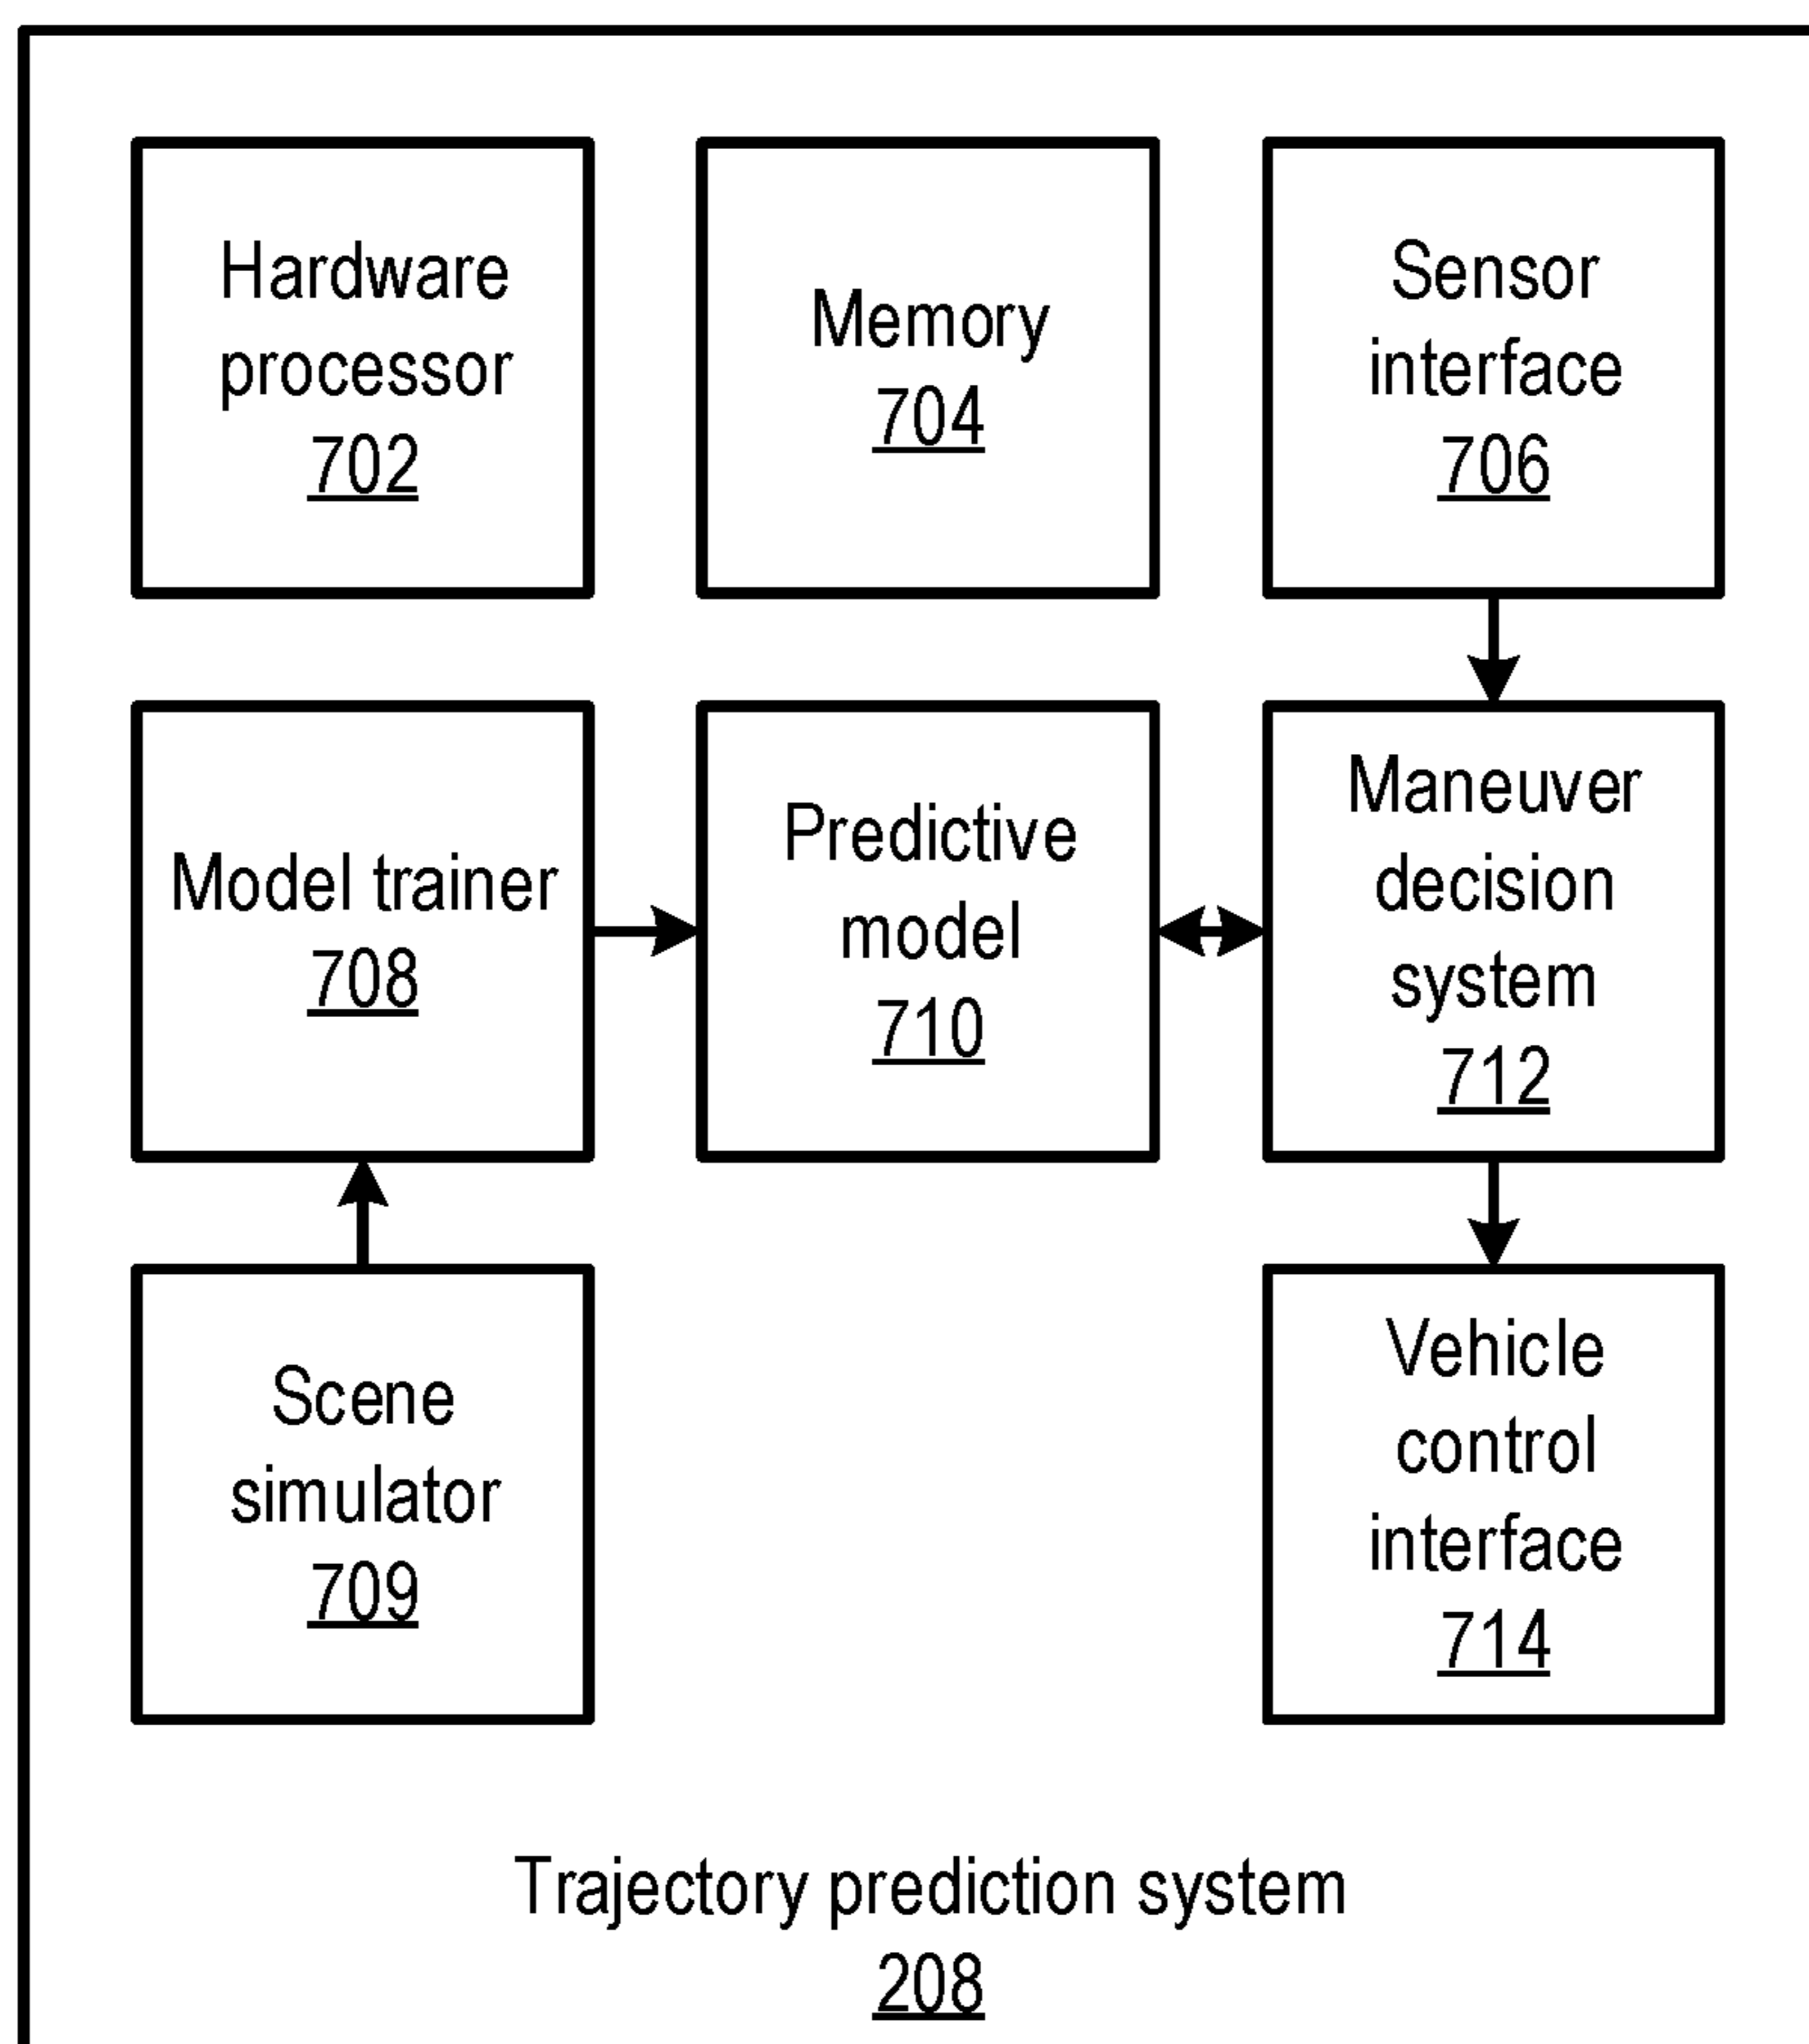 Hardware
processor
702
Memory
704
Sensor
interface
706
Model trainer
708
Predictive
model
710
Maneuver
decision
system
712
Scene
simulator
709
Vehicle
control
interface
714
Trajectory prediction system
208